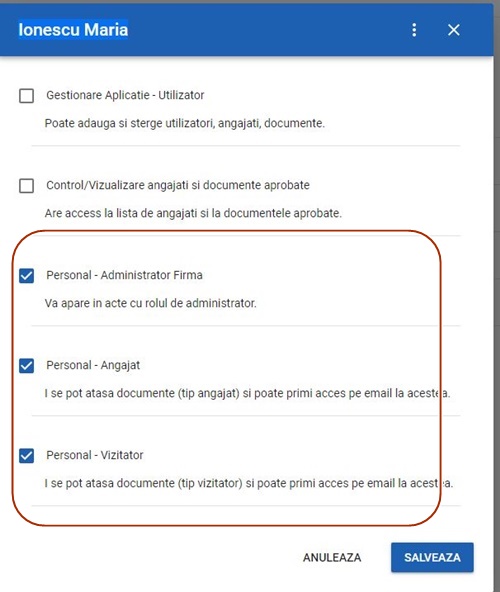 Ionescu Maria
Gestionare Aplicatie - Utilizator
Poate adauga si sterge utilizatori, angajati, documente.
Control/Vizualizare angajati si documente aprobate
Are access la lista de angajati si la documentele aprobate.
Personal - Administrator Firma
Va apare in acte cu rolul de administrator.
Personal - Angajat
I se pot atasa documente (tip angajat) si poate primi acces pe email la acestea.
Personal - Vizitator
I se pot atasa documente (tip vizitator) si poate primi acces pe email la acestea.
ANULEAZA SALVEAZA